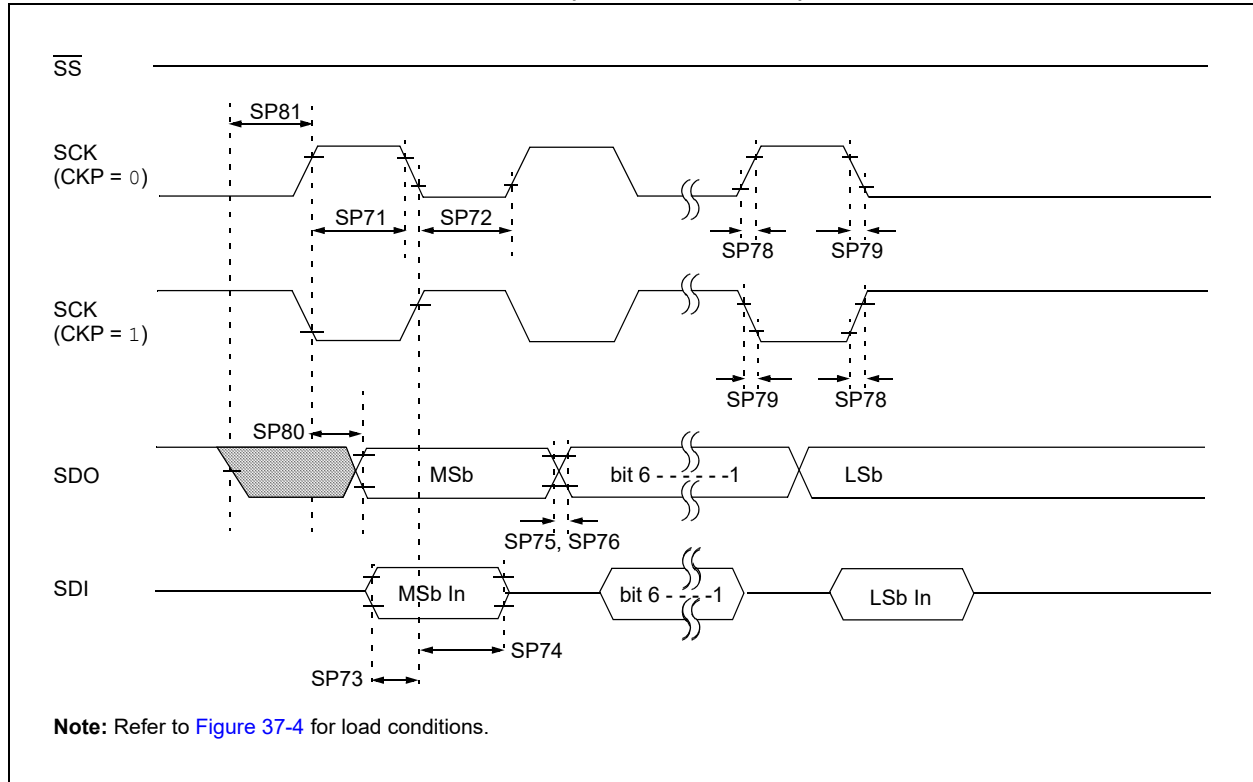 SS
SP81
SCK
(CKP = 0)
SP71
SP72
SP78
SP79
SCK
(CKP = 1)
SP79
SP78
SP80
SDO
MSb
bit 6 - - - - - -1
LSb
SP75, SP76
SDI
MSb In
bit 6 - - - -1
LSb In
SP74
SP73
Note: Refer to Figure 37-4 for load conditions.